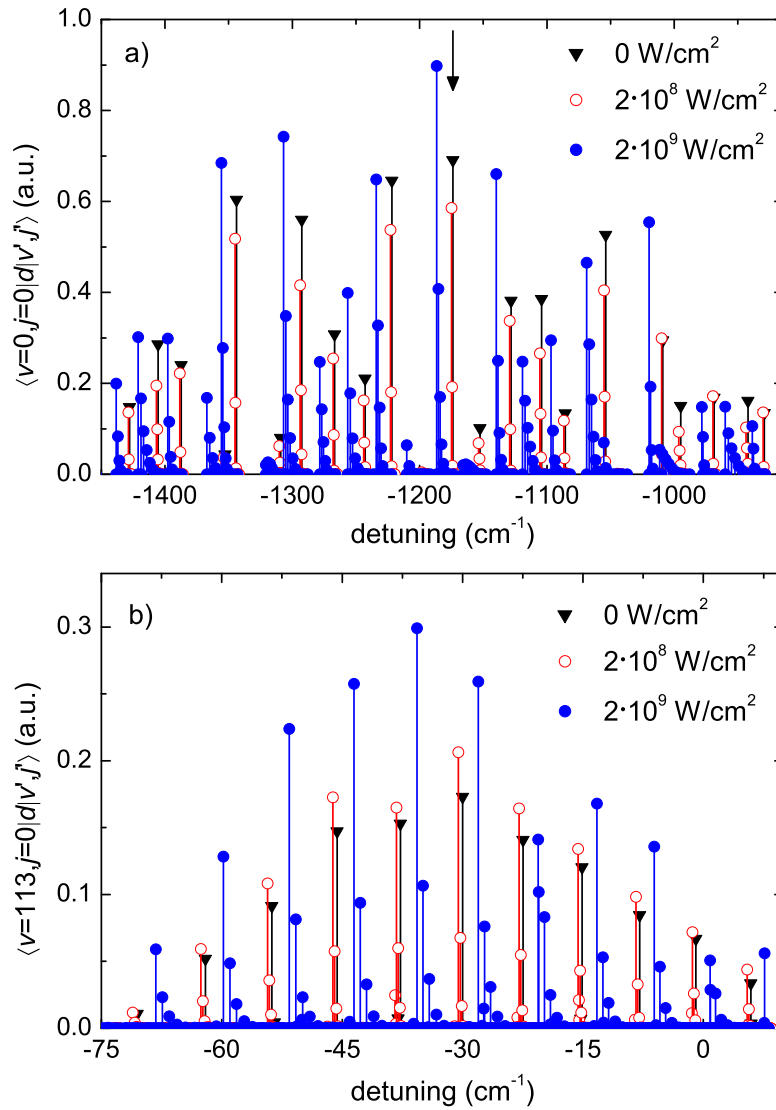 a)
0 W/cm²
2·10⁸ W/cm²
2·10⁹ W/cm²
⟨v=0,j=0|d|v',j'⟩ (a.u.)
1.0
0.8
0.6
0.4
0.2
0.0
-1400 -1300 -1200 -1100 -1000
detuning (cm⁻¹)
b)
0 W/cm²
2·10⁸ W/cm²
2·10⁹ W/cm²
⟨v=113,j=0|d|v',j'⟩ (a.u.)
0.3
0.2
0.1
0.0
-75 -60 -45 -30 -15 0
detuning (cm⁻¹)